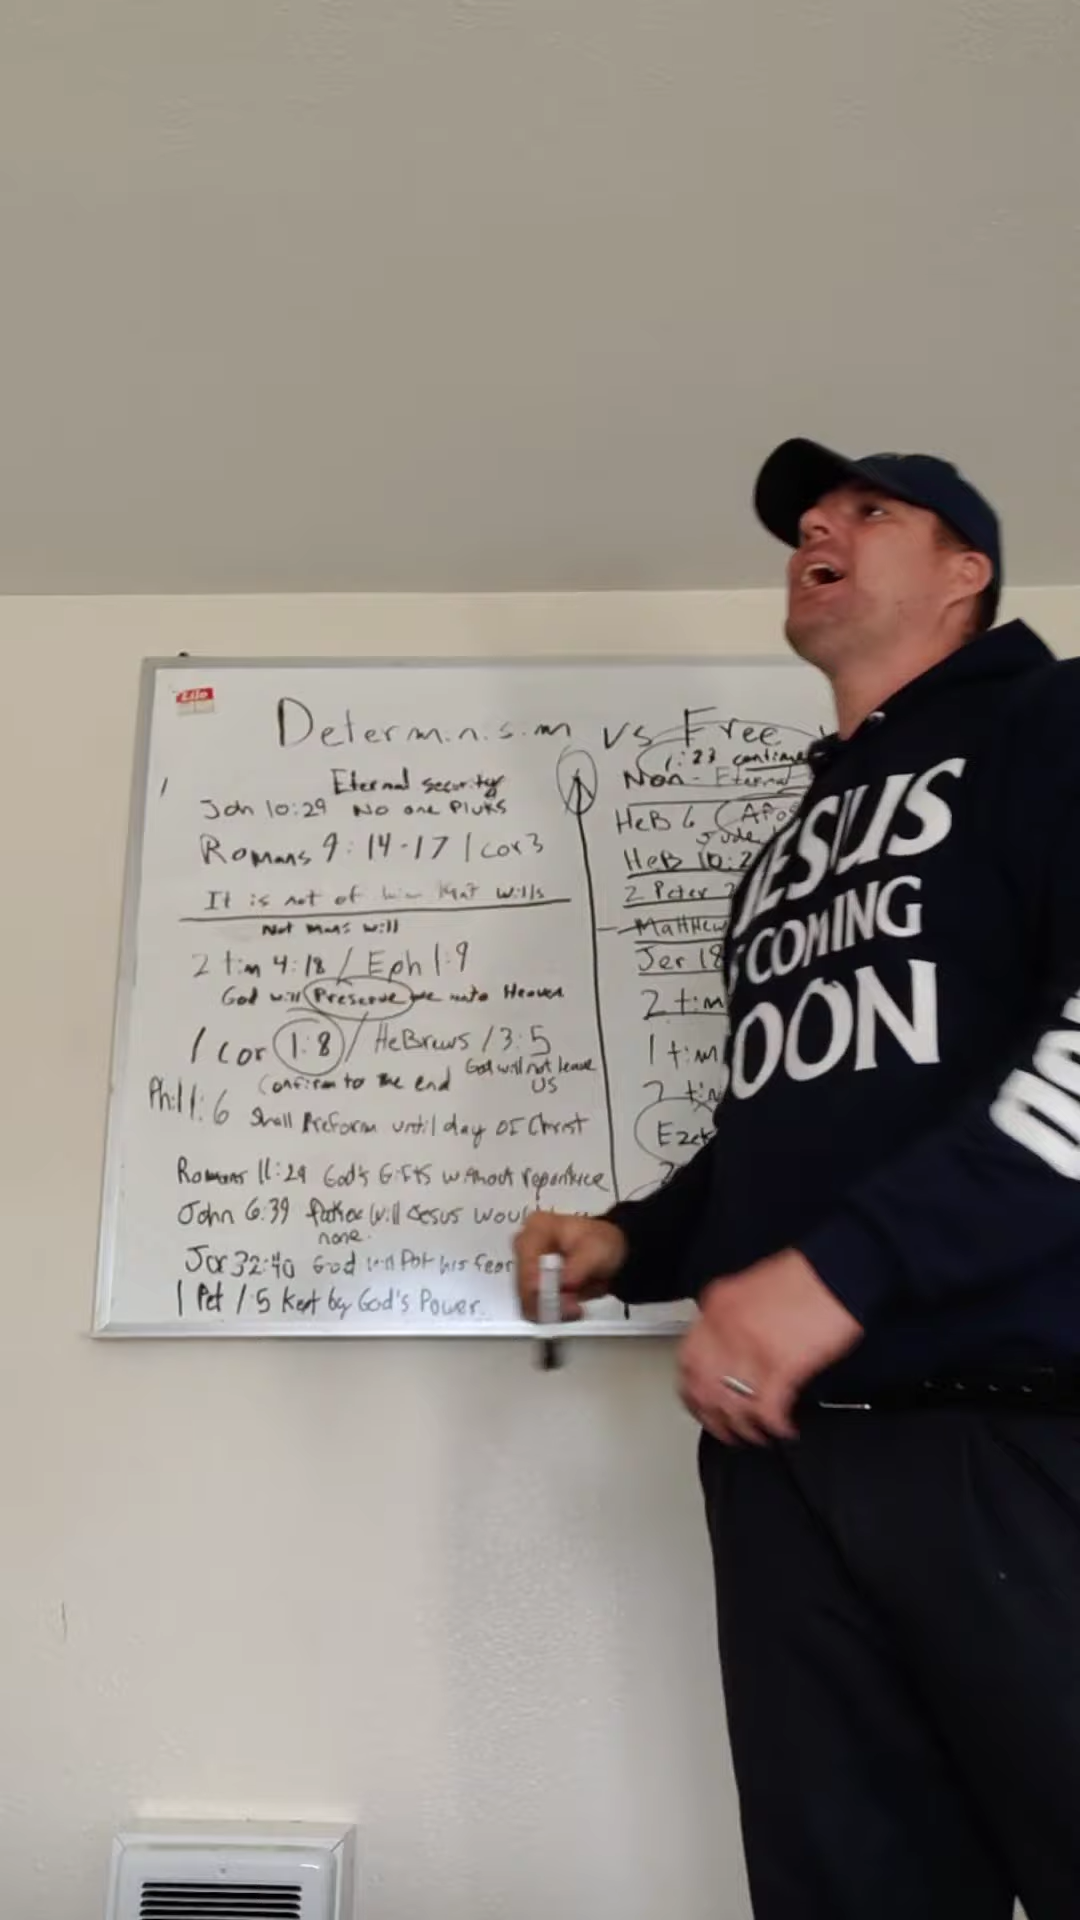 Lilo
Determinism vs Free
1:23 continue
Eternal security
Non-Eternal
John 10:29 No one Pluks
HeB 6 Apos
Jude
Romans 9:14-17 / cor 3
HeB 10:2
It is not of him that wills
2 Peter 2
Not mans will
Matthew
2 tim 4:18 / Eph 1:9
Jer 18
God will Preserve me unto Heaven
2 tim
1 cor 1:8 / HeBrews 13:5
1 tim
Confirm to the end
God will not leave
US
2 tim
Phil 1:6 Shall Preform until day Of Christ
Ezek
Romans 11:29 God's Gifts without repentance
John 6:39 father will Jesus would
none.
Jer 32:40 God will Put his fear
1 Pet 1:5 Kept by God's Power.
JESUS
IS COMING
SOON